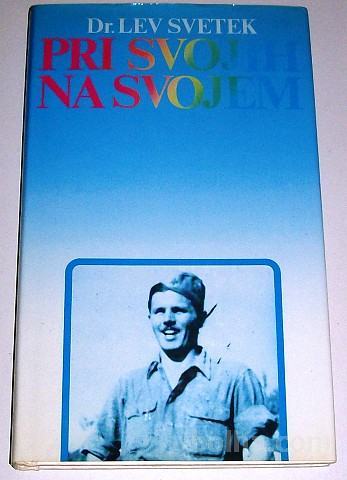 Dr. LEV SVETEK
PRI SVOJIH
NA SVOJEM